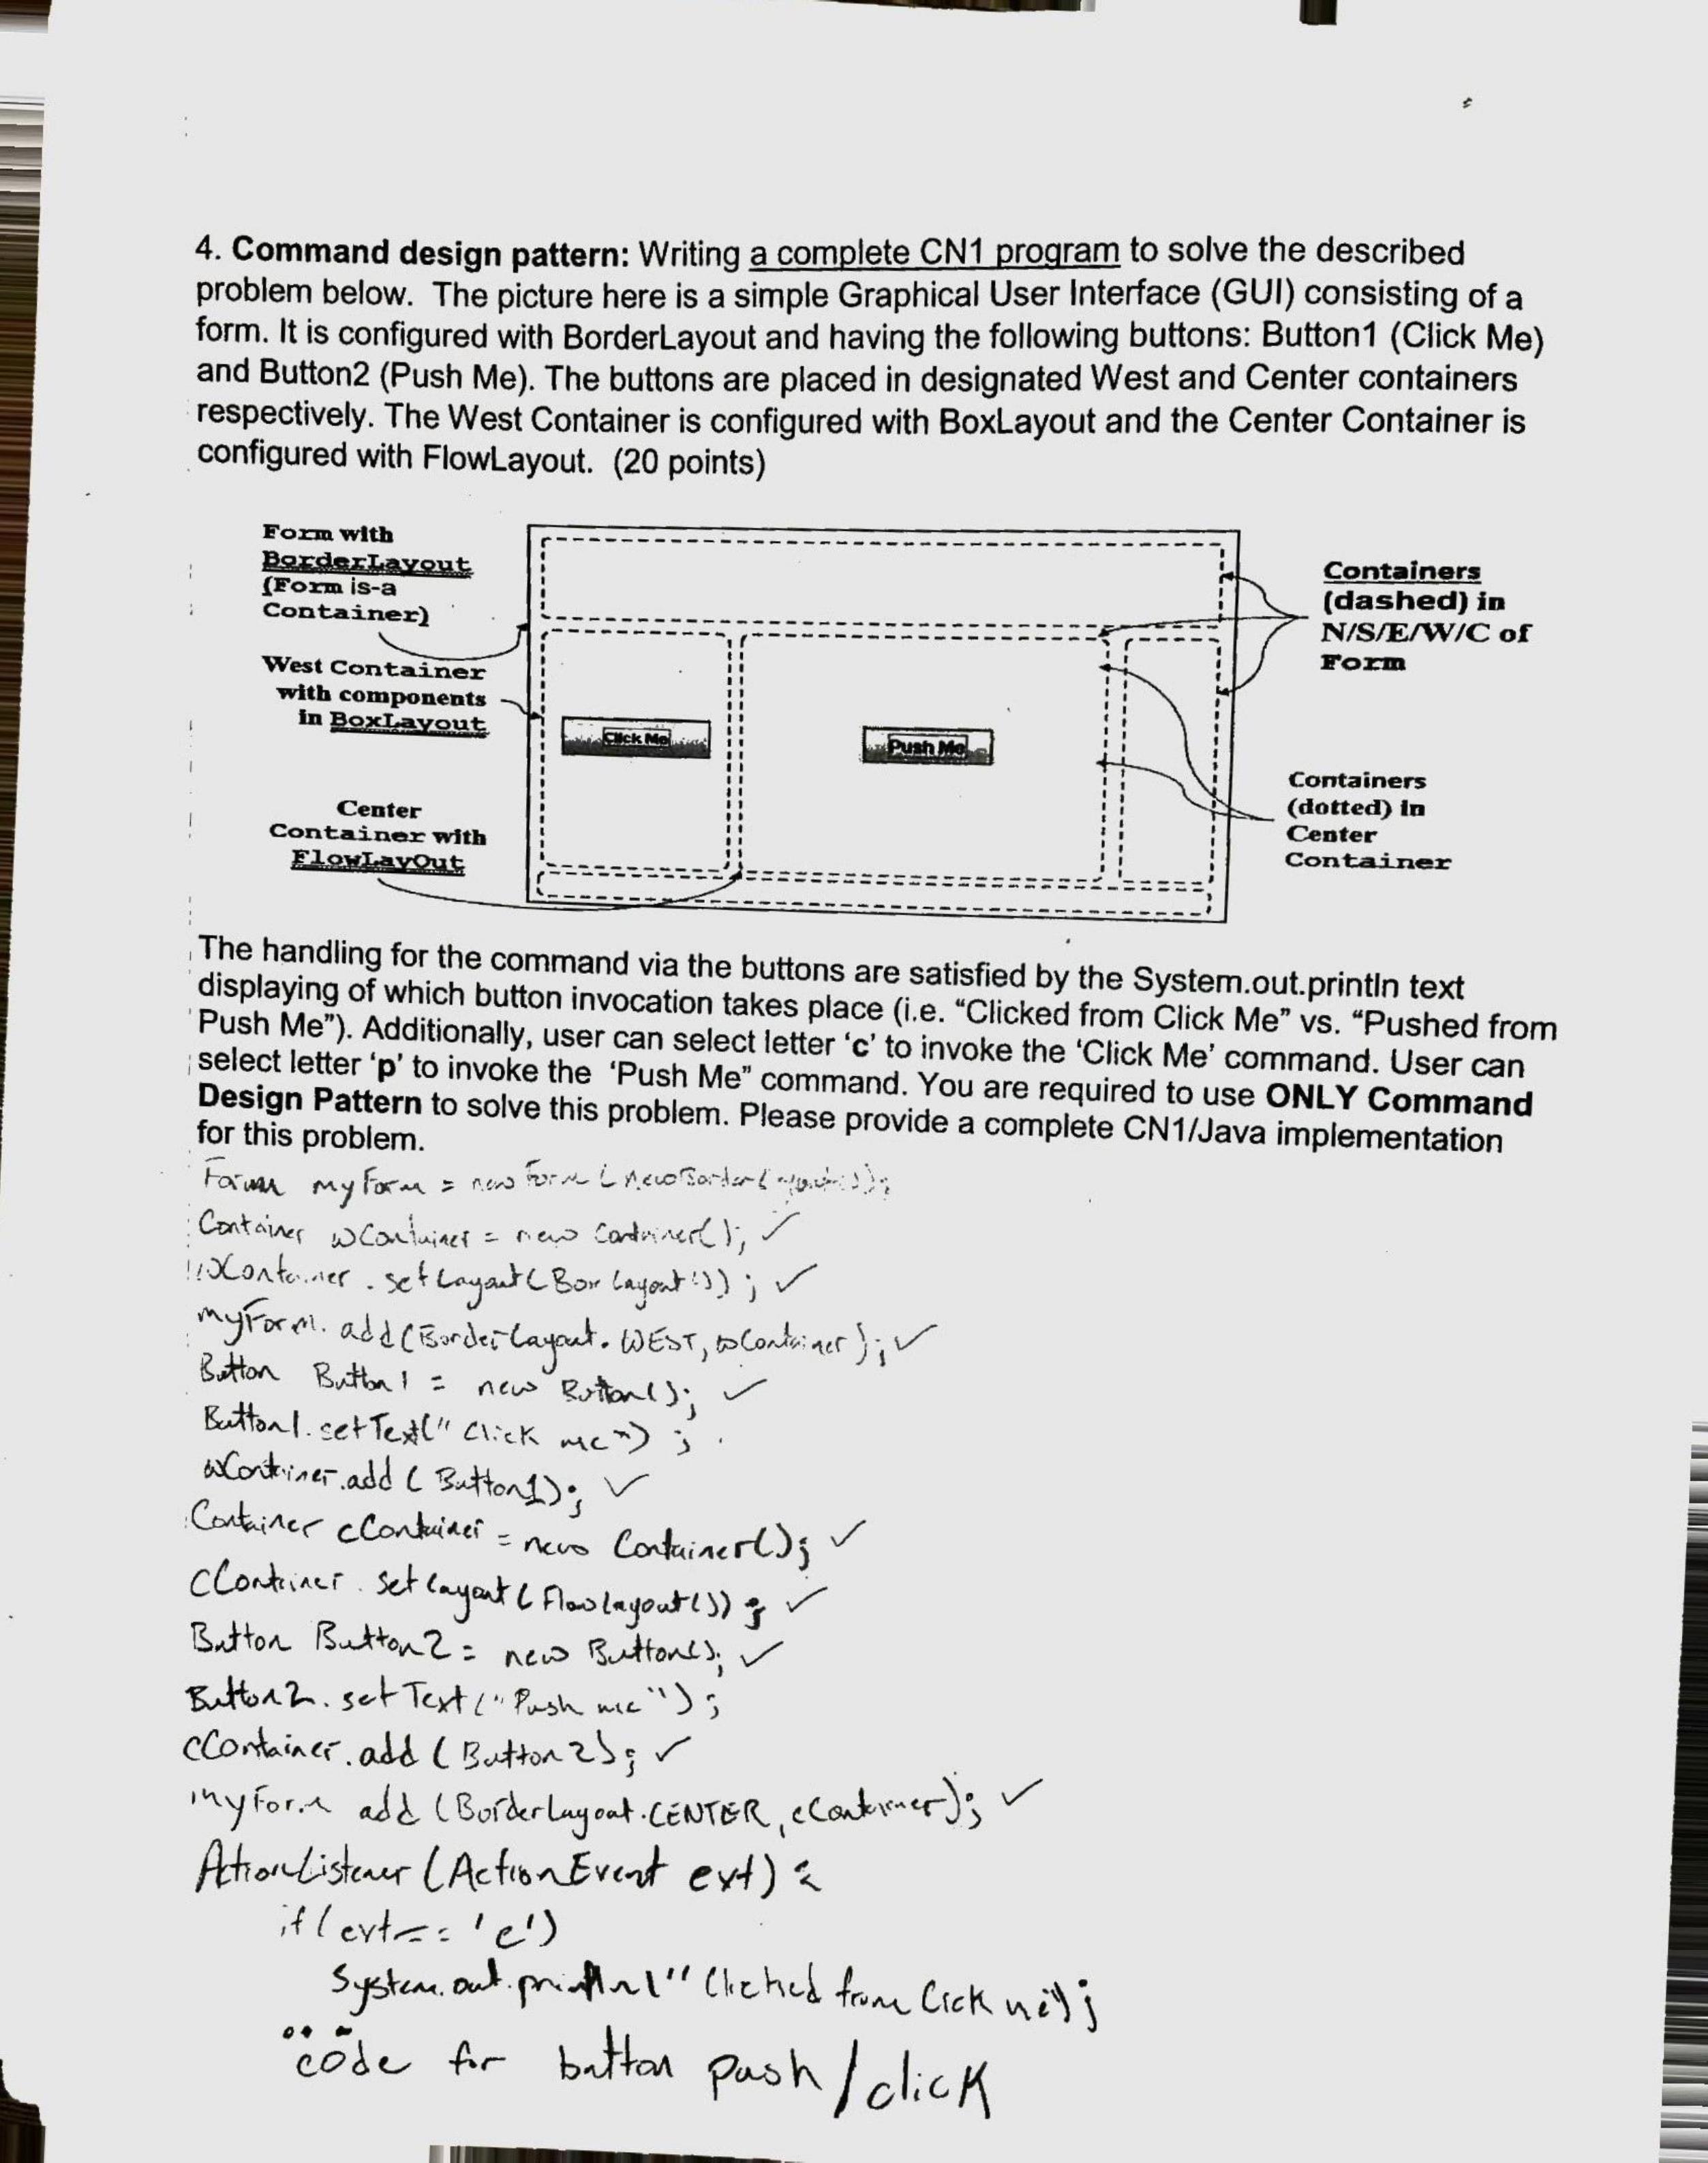 4. Command design pattern: Writing a complete CN1 program to solve the described
problem below. The picture here is a simple Graphical User Interface (GUI) consisting of a
form. It is configured with BorderLayout and having the following buttons: Button1 (Click Me)
and Button2 (Push Me). The buttons are placed in designated West and Center containers
respectively. The West Container is configured with BoxLayout and the Center Container is
configured with FlowLayout. (20 points)
Form with
BorderLayout
(Form is-a
Container)
West Container
with components
in BoxLayout
Center
Container with
FlowLayOut
Click Me
Push Me
Containers
(dashed) in
N/S/E/W/C of
Form
Containers
(dotted) in
Center
Container
The handling for the command via the buttons are satisfied by the System.out.println text
displaying of which button invocation takes place (i.e. “Clicked from Click Me” vs. “Pushed from
Push Me”). Additionally, user can select letter ‘c’ to invoke the ‘Click Me’ command. User can
select letter ‘p’ to invoke the ‘Push Me” command. You are required to use ONLY Command
Design Pattern to solve this problem. Please provide a complete CN1/Java implementation
for this problem.
Form myForm = new Form (new BorderLayout());
Container wContainer = new Container(); ✓
wContainer.setLayout(BoxLayout()); ✓
myForm.add(BorderLayout.WEST, wContainer); ✓
Button Button1 = new Button(); ✓
Button1.setText("Click me");
wContainer.add(Button1); ✓
Container cContainer = new Container(); ✓
cContainer.setLayout(FlowLayout()); ✓
Button Button2 = new Button(); ✓
Button2.setText("Push me");
cContainer.add(Button2); ✓
myForm add(BorderLayout.CENTER, cContainer); ✓
ActionListener(ActionEvent evt) {
if(evt == 'c')
System.out.println("Clicked from Click me");
...
code for button push/click